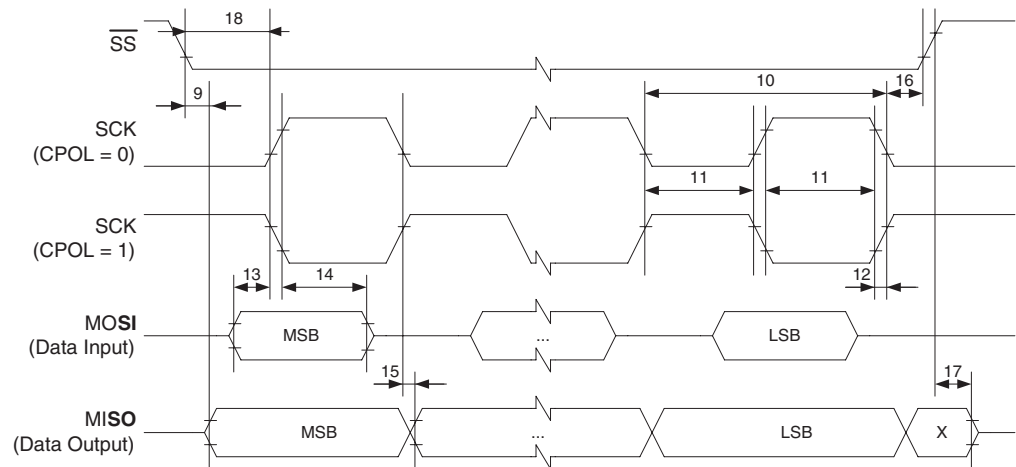 18
SS
10
16
9
SCK
(CPOL = 0)
11
11
SCK
(CPOL = 1)
13
14
12
MOSI
(Data Input)
MSB
...
LSB
15
17
MISO
(Data Output)
MSB
...
LSB
X